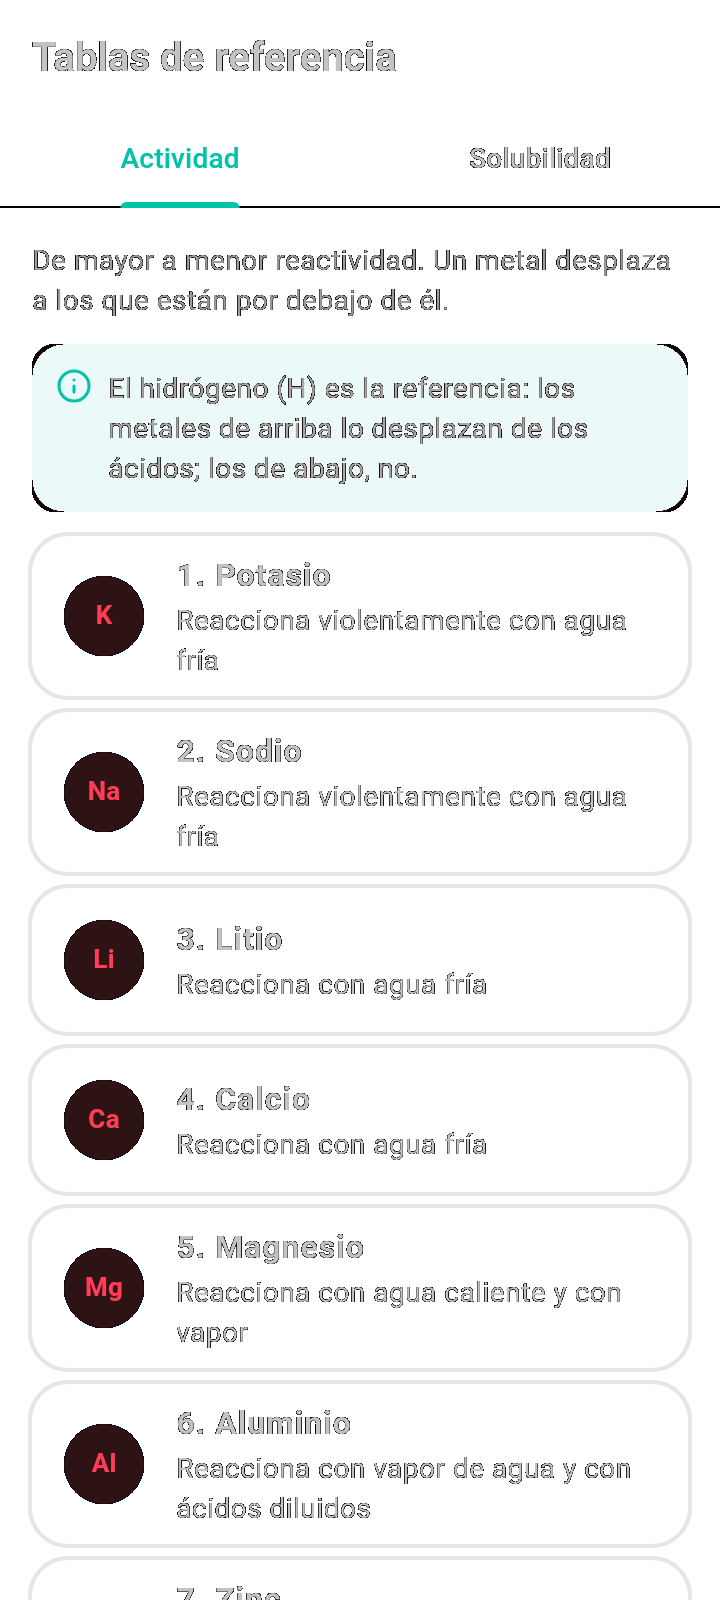 Tablas de referencia
Actividad
Solubilidad
De mayor a menor reactividad. Un metal desplaza
a los que están por debajo de él.
El hidrógeno (H) es la referencia: los
metales de arriba lo desplazan de los
ácidos; los de abajo, no.
K
1. Potasio
Reacciona violentamente con agua
fría
Na
2. Sodio
Reacciona violentamente con agua
fría
Li
3. Litio
Reacciona con agua fría
Ca
4. Calcio
Reacciona con agua fría
Mg
5. Magnesio
Reacciona con agua caliente y con
vapor
Al
6. Aluminio
Reacciona con vapor de agua y con
ácidos diluidos
7. Zinc